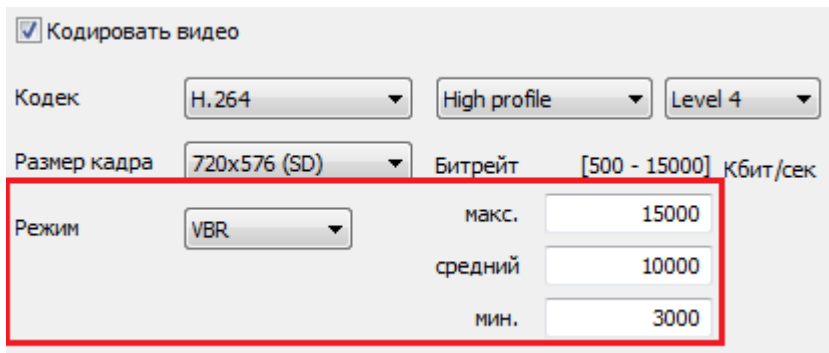 Кодировать видео
Кодек H.264 High profile Level 4
Размер кадра 720x576 (SD) Битрейт [500 - 15000] Кбит/сек
Режим VBR макс. 15000
средний 10000
мин. 3000